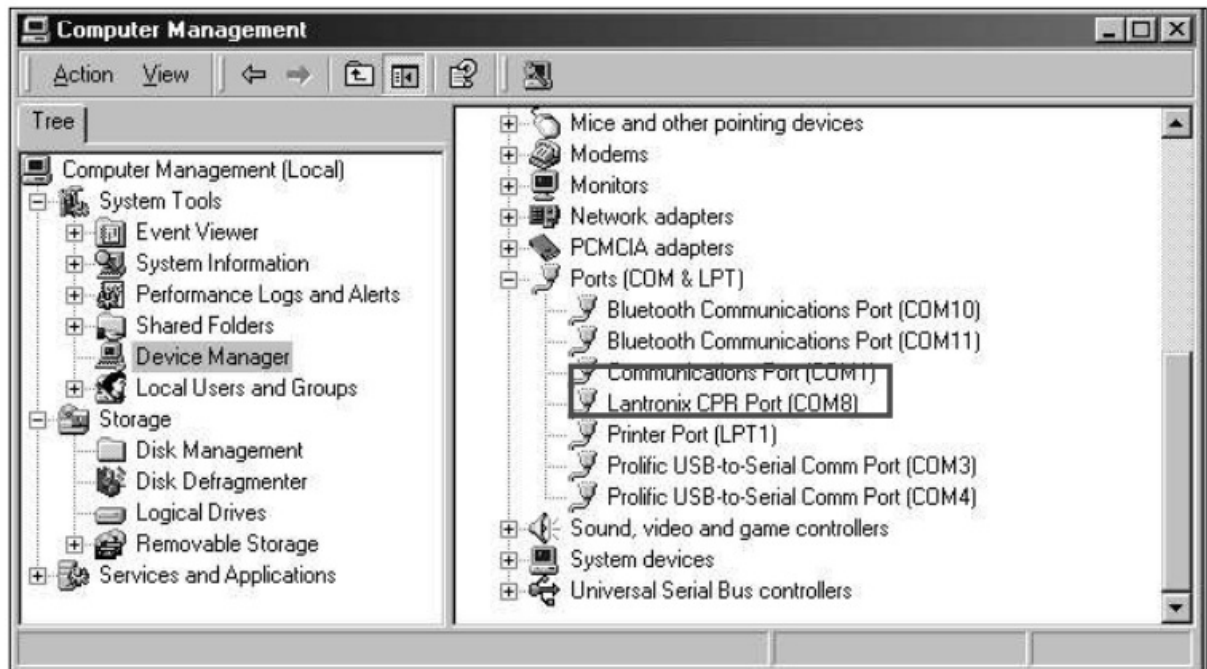 Computer Management
Action View
Tree
Computer Management (Local)
System Tools
Event Viewer
System Information
Performance Logs and Alerts
Shared Folders
Device Manager
Local Users and Groups
Storage
Disk Management
Disk Defragmenter
Logical Drives
Removable Storage
Services and Applications
Mice and other pointing devices
Modems
Monitors
Network adapters
PCMCIA adapters
Ports (COM & LPT)
Bluetooth Communications Port (COM10)
Bluetooth Communications Port (COM11)
Communications Port (COM1)
Lantronix CPR Port (COM8)
Printer Port (LPT1)
Prolific USB-to-Serial Comm Port (COM3)
Prolific USB-to-Serial Comm Port (COM4)
Sound, video and game controllers
System devices
Universal Serial Bus controllers